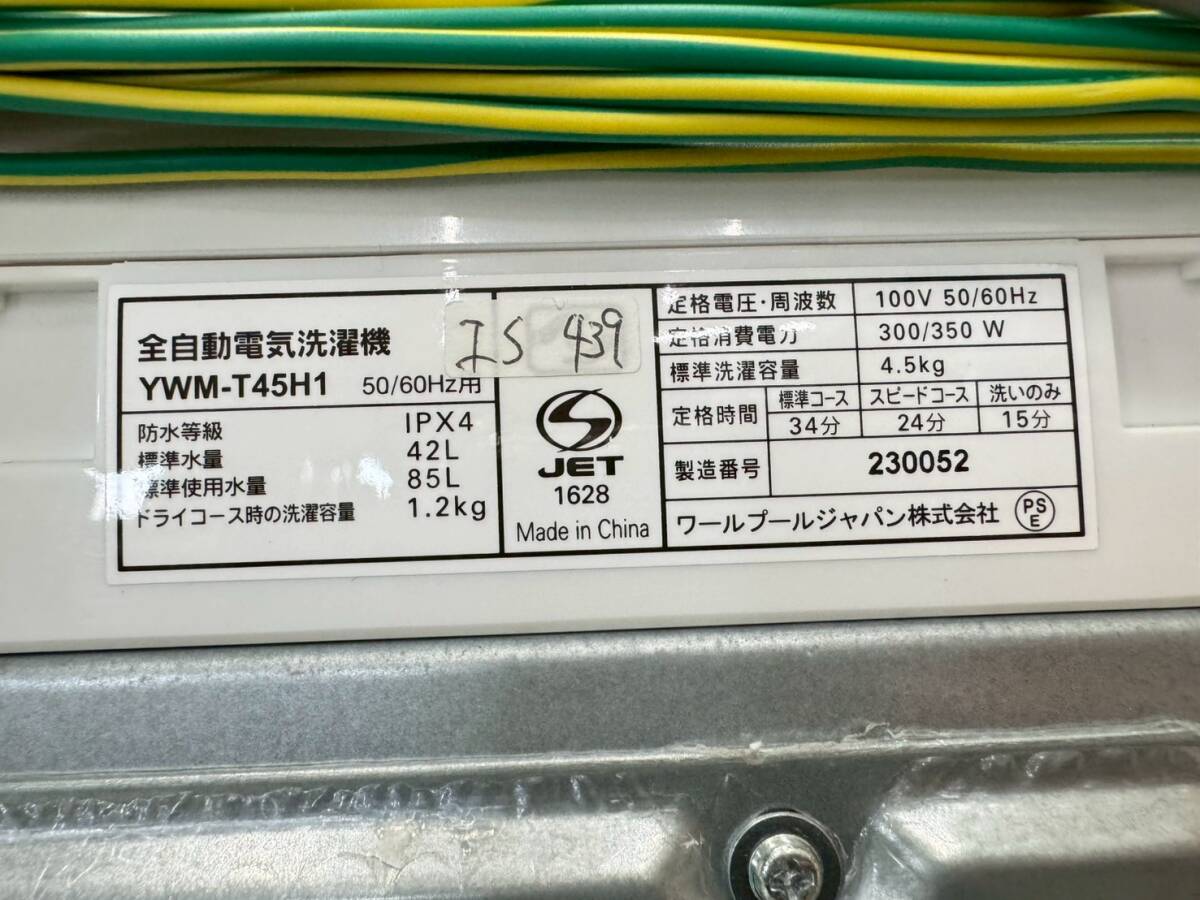 全自動電気洗濯機
YWM-T45H1 50/60Hz用
防水等級 IPX4
標準水量 42L
標準使用水量 85L
ドライコース時の洗濯容量 1.2kg
IS 439
JET
1628
Made in China
定格電圧・周波数 100V 50/60Hz
定格消費電力 300/350 W
標準洗濯容量 4.5kg
定格時間 標準コース スピードコース 洗いのみ
34分 24分 15分
製造番号 230052
ワールプールジャパン株式会社 PS
E